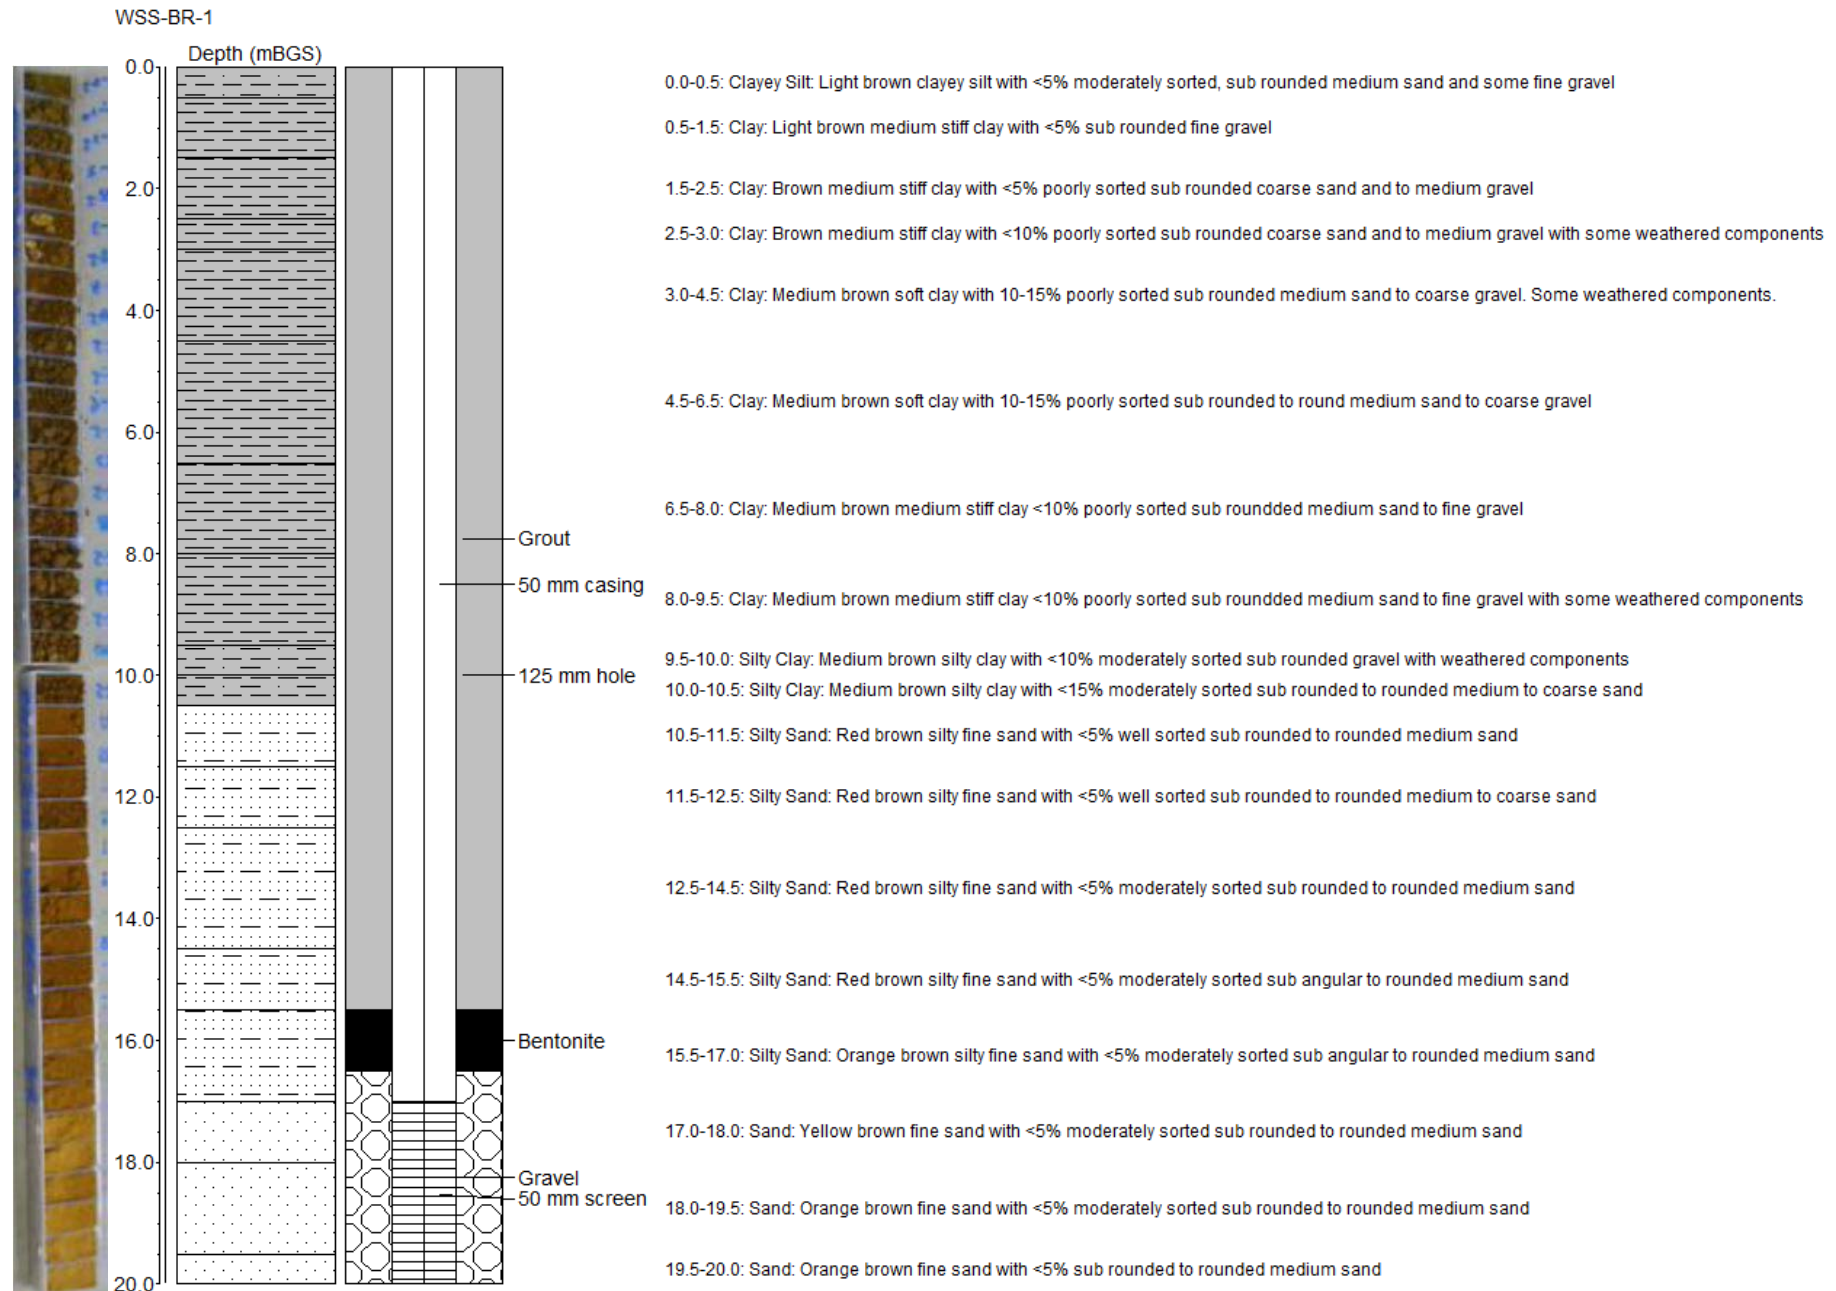 WSS-BR-1
Depth (mBGS)
0.0
2.0
4.0
6.0
8.0
10.0
12.0
14.0
16.0
18.0
20.0
Grout
50 mm casing
125 mm hole
Bentonite
Gravel
50 mm screen
0.0-0.5: Clayey Silt: Light brown clayey silt with <5% moderately sorted, sub rounded medium sand and some fine gravel
0.5-1.5: Clay: Light brown medium stiff clay with <5% sub rounded fine gravel
1.5-2.5: Clay: Brown medium stiff clay with <5% poorly sorted sub rounded coarse sand and to medium gravel
2.5-3.0: Clay: Brown medium stiff clay with <10% poorly sorted sub rounded coarse sand and to medium gravel with some weathered components
3.0-4.5: Clay: Medium brown soft clay with 10-15% poorly sorted sub rounded medium sand to coarse gravel. Some weathered components.
4.5-6.5: Clay: Medium brown soft clay with 10-15% poorly sorted sub rounded to round medium sand to coarse gravel
6.5-8.0: Clay: Medium brown medium stiff clay <10% poorly sorted sub roundded medium sand to fine gravel
8.0-9.5: Clay: Medium brown medium stiff clay <10% poorly sorted sub roundded medium sand to fine gravel with some weathered components
9.5-10.0: Silty Clay: Medium brown silty clay with <10% moderately sorted sub rounded gravel with weathered components
10.0-10.5: Silty Clay: Medium brown silty clay with <15% moderately sorted sub rounded to rounded medium to coarse sand
10.5-11.5: Silty Sand: Red brown silty fine sand with <5% well sorted sub rounded to rounded medium sand
11.5-12.5: Silty Sand: Red brown silty fine sand with <5% well sorted sub rounded to rounded medium to coarse sand
12.5-14.5: Silty Sand: Red brown silty fine sand with <5% moderately sorted sub rounded to rounded medium sand
14.5-15.5: Silty Sand: Red brown silty fine sand with <5% moderately sorted sub angular to rounded medium sand
15.5-17.0: Silty Sand: Orange brown silty fine sand with <5% moderately sorted sub angular to rounded medium sand
17.0-18.0: Sand: Yellow brown fine sand with <5% moderately sorted sub rounded to rounded medium sand
18.0-19.5: Sand: Orange brown fine sand with <5% moderately sorted sub rounded to rounded medium sand
19.5-20.0: Sand: Orange brown fine sand with <5% sub rounded to rounded medium sand